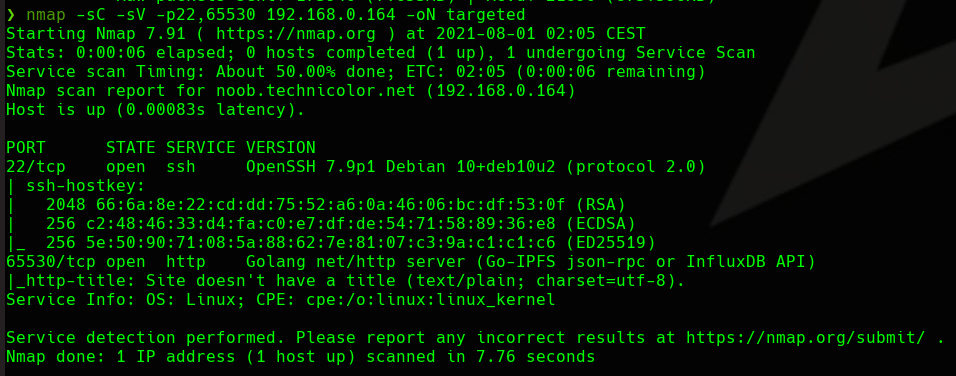 ❯ nmap -sC -sV -p22,65530 192.168.0.164 -oN targeted
Starting Nmap 7.91 ( https://nmap.org ) at 2021-08-01 02:05 CEST
Stats: 0:00:06 elapsed; 0 hosts completed (1 up), 1 undergoing Service Scan
Service scan Timing: About 50.00% done; ETC: 02:05 (0:00:06 remaining)
Nmap scan report for noob.technicolor.net (192.168.0.164)
Host is up (0.00083s latency).

PORT      STATE SERVICE VERSION
22/tcp    open  ssh     OpenSSH 7.9p1 Debian 10+deb10u2 (protocol 2.0)
| ssh-hostkey:
|   2048 66:6a:8e:22:cd:dd:75:52:a6:0a:46:06:bc:df:53:0f (RSA)
|   256 c2:48:46:33:d4:fa:c0:e7:df:de:54:71:58:89:36:e8 (ECDSA)
|_  256 5e:50:90:71:08:5a:88:62:7e:81:07:c3:9a:c1:c1:c6 (ED25519)
65530/tcp open  http    Golang net/http server (Go-IPFS json-rpc or InfluxDB API)
|_http-title: Site doesn't have a title (text/plain; charset=utf-8).
Service Info: OS: Linux; CPE: cpe:/o:linux:linux_kernel

Service detection performed. Please report any incorrect results at https://nmap.org/submit/ .
Nmap done: 1 IP address (1 host up) scanned in 7.76 seconds